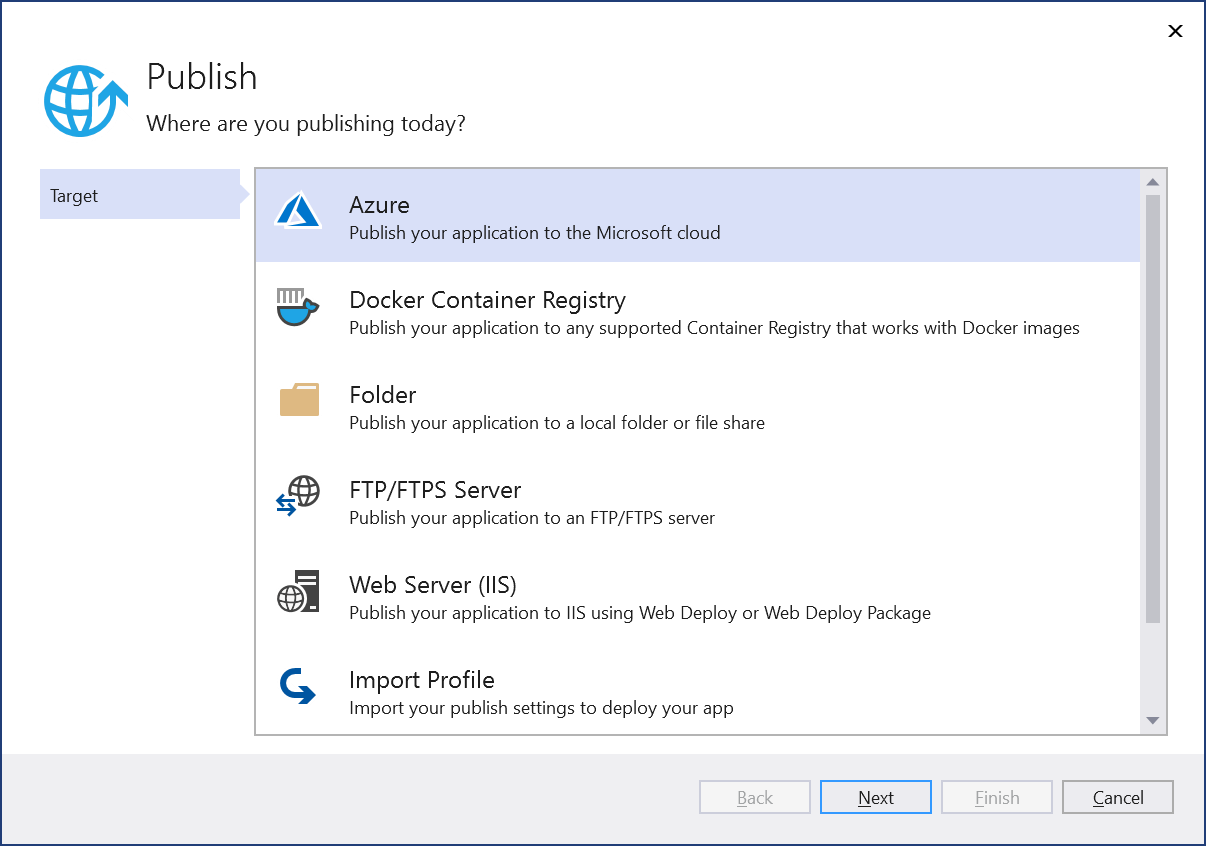 Publish
Where are you publishing today?
Target
Azure
Publish your application to the Microsoft cloud
Docker Container Registry
Publish your application to any supported Container Registry that works with Docker images
Folder
Publish your application to a local folder or file share
FTP/FTPS Server
Publish your application to an FTP/FTPS server
Web Server (IIS)
Publish your application to IIS using Web Deploy or Web Deploy Package
Import Profile
Import your publish settings to deploy your app
Back
Next
Finish
Cancel